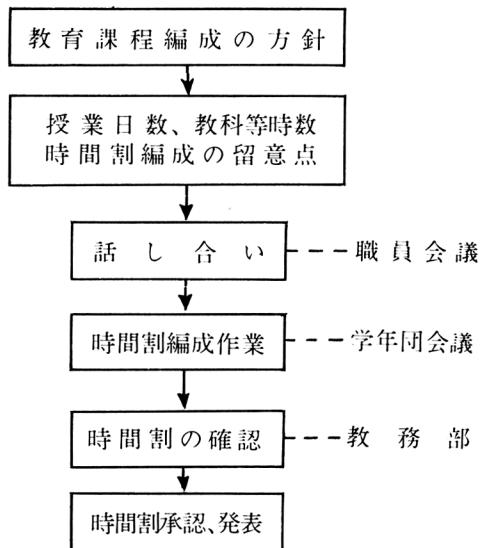 教育課程編成の方針
授業日数、教科等時数
時間割編成の留意点
話し合い
職員会議
時間割編成作業
学年団会議
時間割の確認
教務部
時間割承認、発表